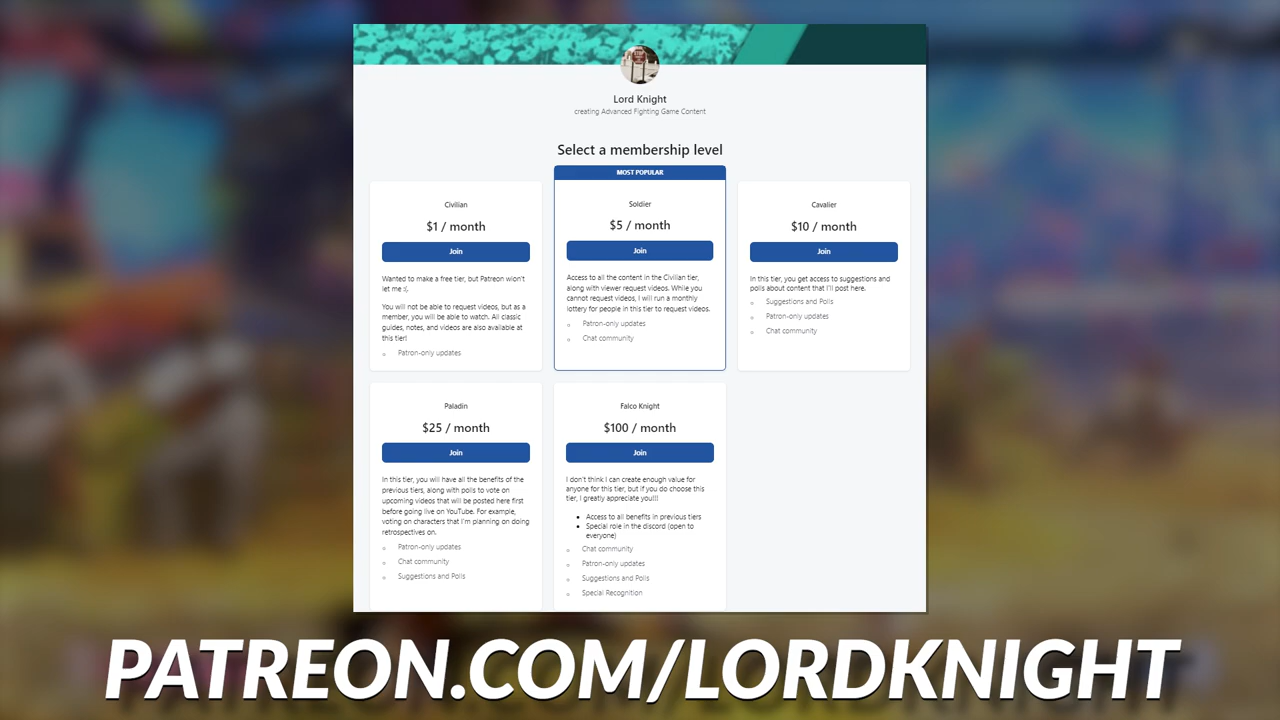 Lord Knight
creating Advanced Fighting Game Content
Select a membership level
MOST POPULAR
Civilian
$1 / month
Join
Wanted to make a free tier, but Patreon won't
let me :(.
You will not be able to request videos, but as a
member, you will be able to watch. All classic
guides, notes, and videos are also available at
this tier!
Patron-only updates
Soldier
$5 / month
Join
Access to all the content in the Civilian tier,
along with viewer request videos. While you
cannot request videos, I will run a monthly
lottery for people in this tier to request videos.
Patron-only updates
Chat community
Cavalier
$10 / month
Join
In this tier, you get access to suggestions and
polls about content that I'll post here.
Suggestions and Polls
Patron-only updates
Chat community
Paladin
$25 / month
Join
In this tier, you will have all the benefits of the
previous tiers, along with polls to vote on
upcoming videos that will be posted here first
before going live on YouTube. For example,
voting on characters that I'm planning on doing
retrospectives on.
Patron-only updates
Chat community
Suggestions and Polls
Falco Knight
$100 / month
Join
I don't think I can create enough value for
anyone for this tier, but if you do choose this
tier, I greatly appreciate you!!!
• Access to all benefits in previous tiers
• Special role in the discord (open to
everyone)
Chat community
Patron-only updates
Suggestions and Polls
Special Recognition
PATREON.COM/LORDKNIGHT